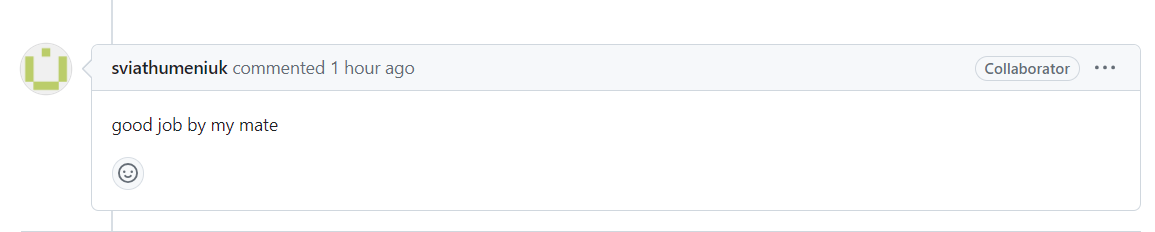 sviathumeniuk commented 1 hour ago Collaborator
good job by my mate